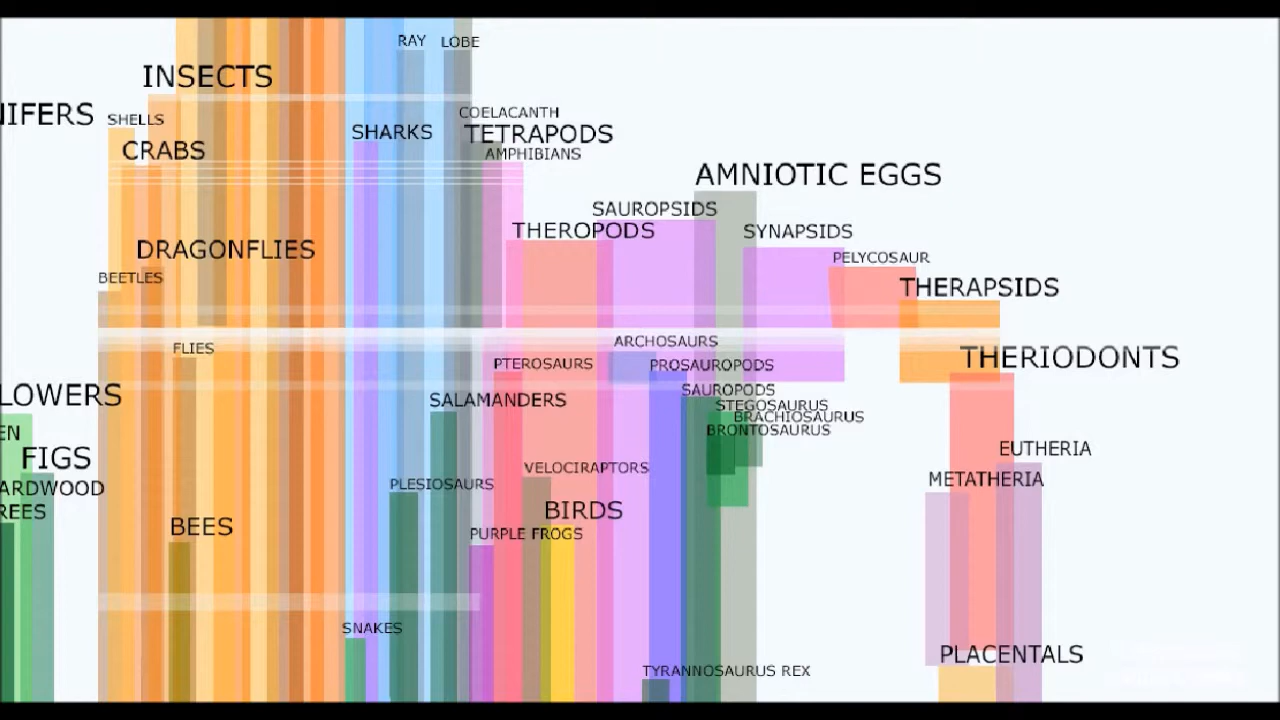 RAY
LOBE
INSECTS
NIFERS
SHELLS
COELACANTH
SHARKS
TETRAPODS
CRABS
AMPHIBIANS
AMNIOTIC EGGS
SAUROPSIDS
THEROPODS
SYNAPSIDS
DRAGONFLIES
PELYCOSAUR
BEETLES
THERAPSIDS
ARCHOSAURS
FLIES
THERIODONTS
PTEROSAURS
PROSAUROPODS
SAUROPODS
LOWERS
SALAMANDERS
STEGOSAURUS
BRACHIOSAURUS
EN
BRONTOSAURUS
EUTHERIA
FIGS
VELOCIRAPTORS
METATHERIA
ARDWOOD
PLESIOSAURS
REES
BIRDS
BEES
PURPLE FROGS
SNAKES
PLACENTALS
TYRANNOSAURUS REX